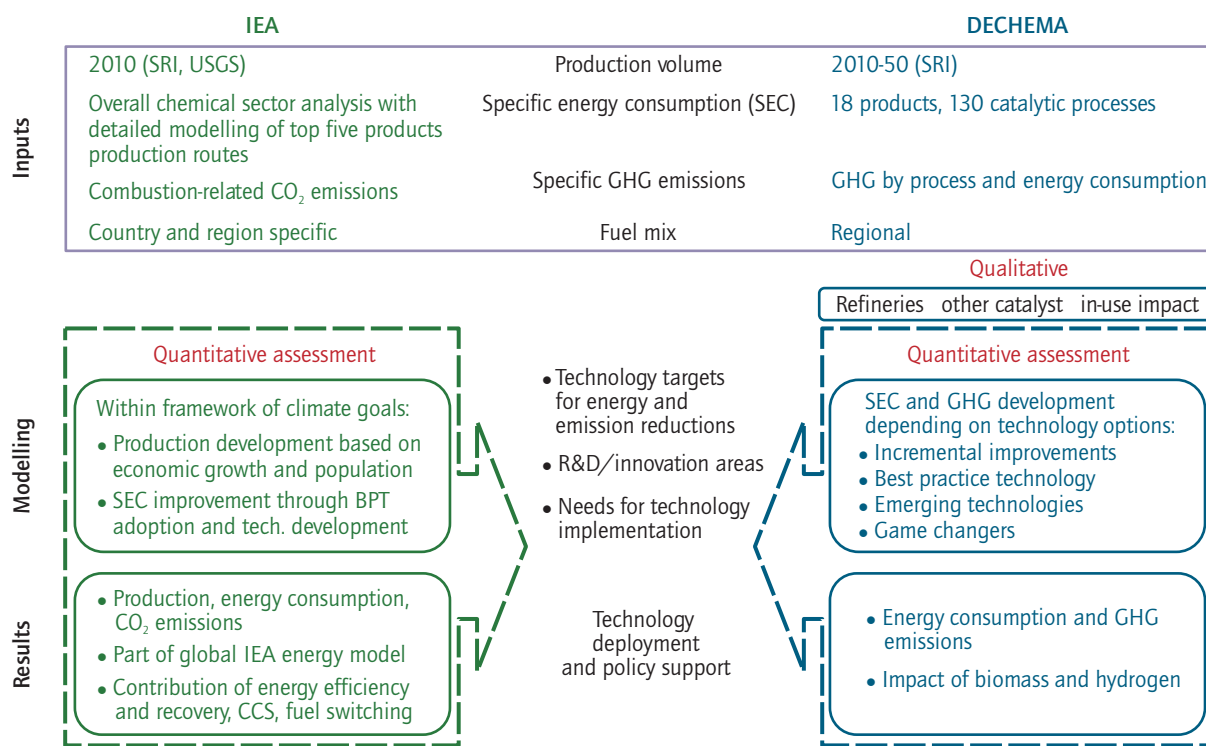 IEA
DECHEMA
Inputs
2010 (SRI, USGS)
Production volume
2010-50 (SRI)
Overall chemical sector analysis with
detailed modelling of top five products
production routes
Specific energy consumption (SEC)
18 products, 130 catalytic processes
Combustion-related CO₂ emissions
Specific GHG emissions
GHG by process and energy consumption
Country and region specific
Fuel mix
Regional
Qualitative
Refineries other catalyst in-use impact
Modelling
Quantitative assessment
Within framework of climate goals:
• Production development based on
economic growth and population
• SEC improvement through BPT
adoption and tech. development
• Technology targets
for energy and
emission reductions
• R&D/innovation areas
• Needs for technology
implementation
Quantitative assessment
SEC and GHG development
depending on technology options:
• Incremental improvements
• Best practice technology
• Emerging technologies
• Game changers
Results
• Production, energy consumption,
CO₂ emissions
• Part of global IEA energy model
• Contribution of energy efficiency
and recovery, CCS, fuel switching
Technology
deployment
and policy support
• Energy consumption and GHG
emissions
• Impact of biomass and hydrogen